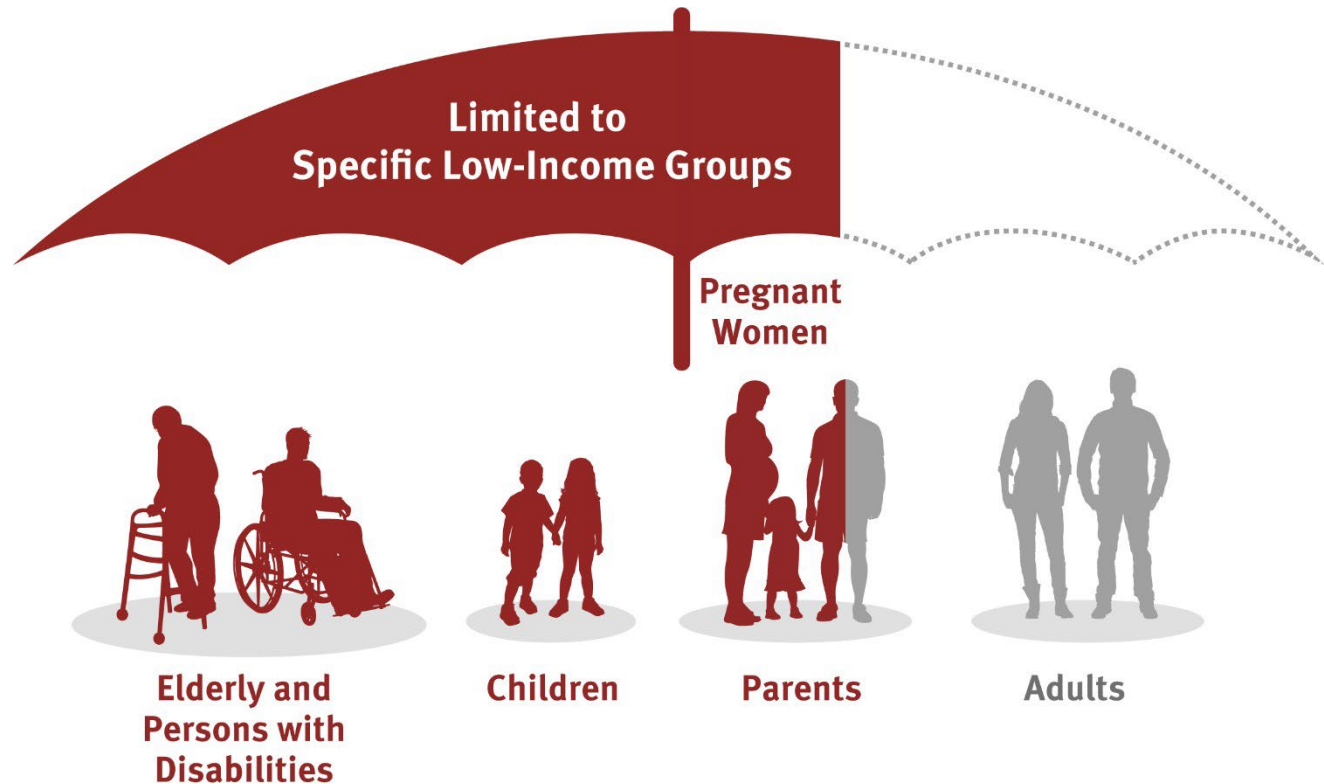 Limited to
Specific Low-Income Groups
Pregnant
Women
Elderly and
Persons with
Disabilities
Children
Parents
Adults